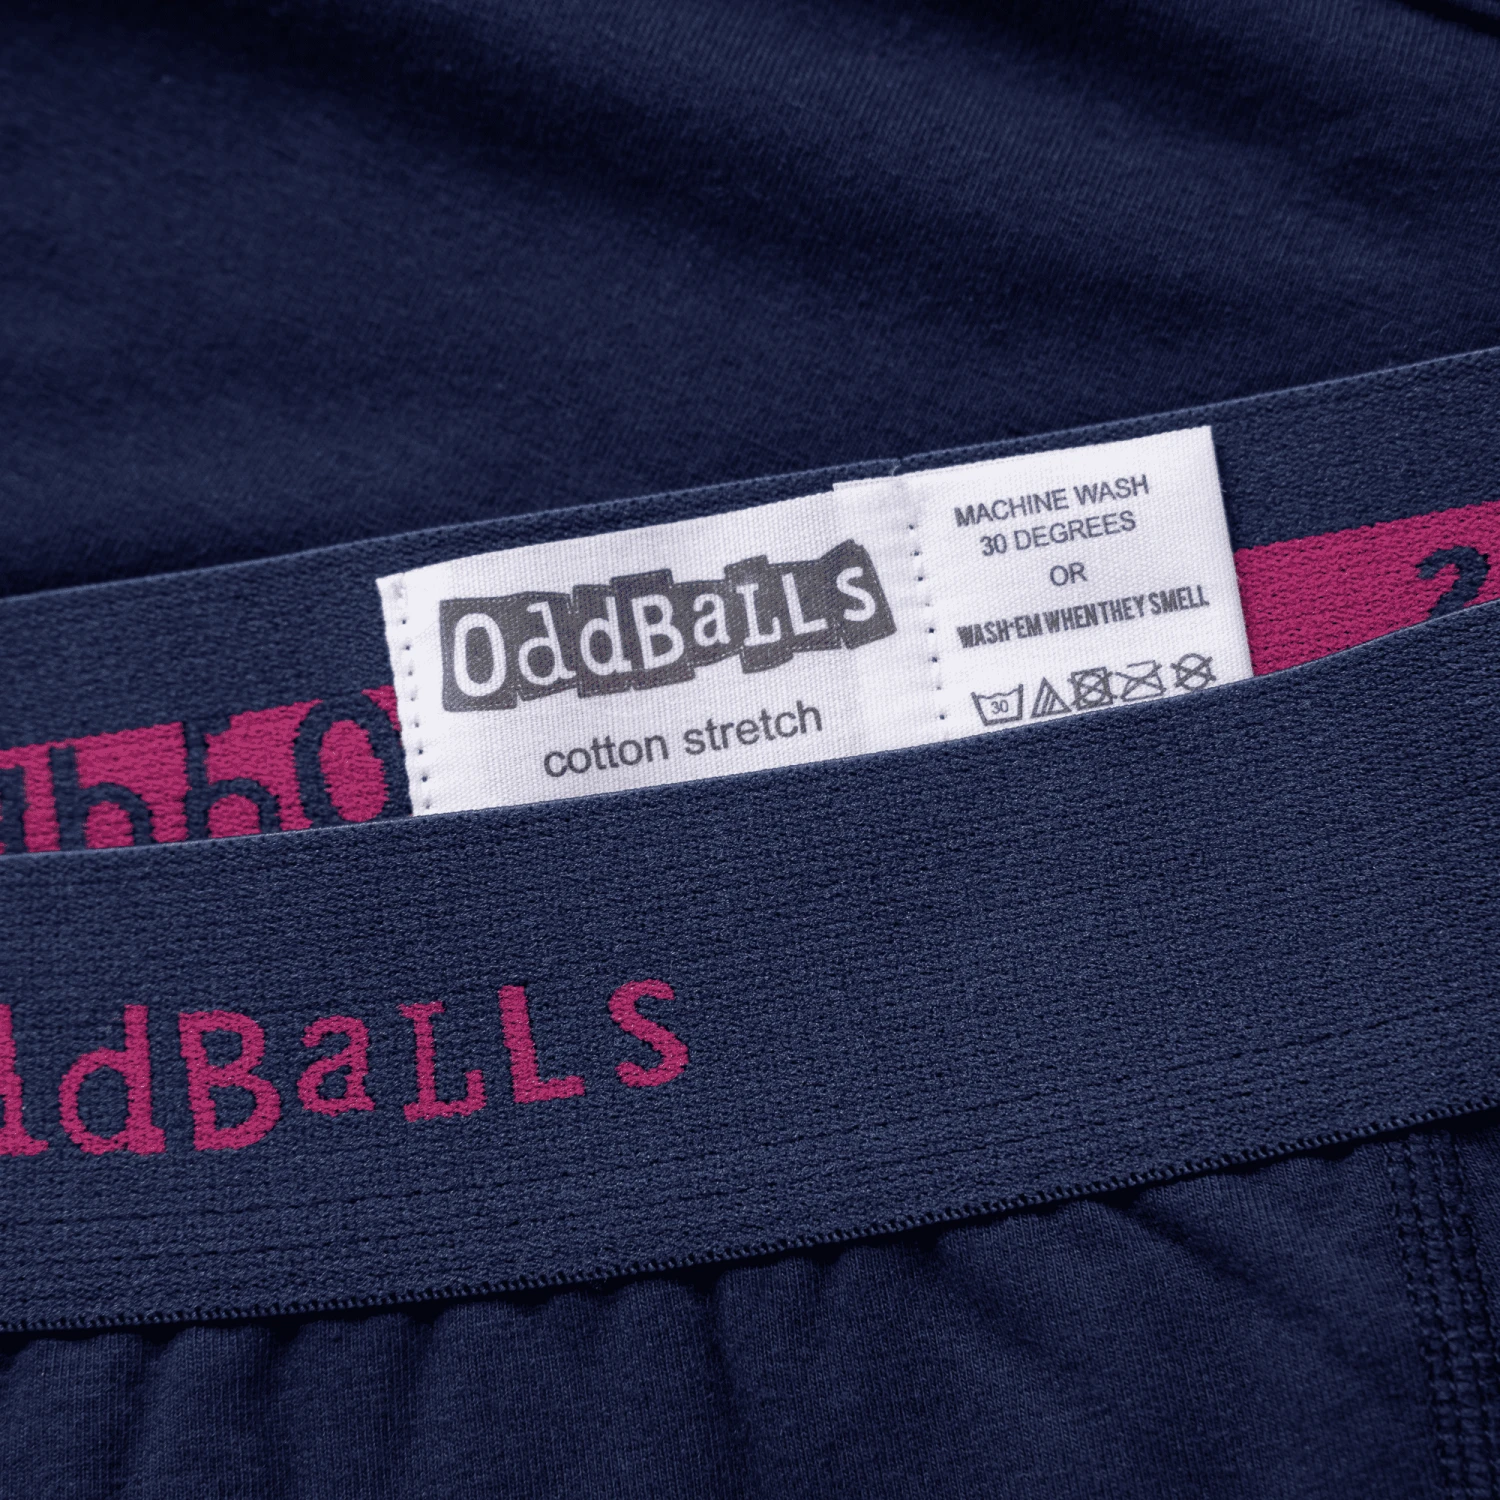 OddBaLLs
cotton stretch
MACHINE WASH
30 DEGREES
OR
WASH'EM WHEN THEY SMELL
30
ddBaLLs